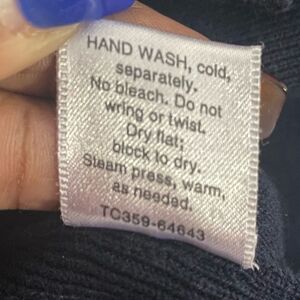 HAND WASH, cold,
separately.
No bleach. Do not
wring or twist.
Dry flat;
block to dry.
Steam press, warm,
as needed.
TC359-64643